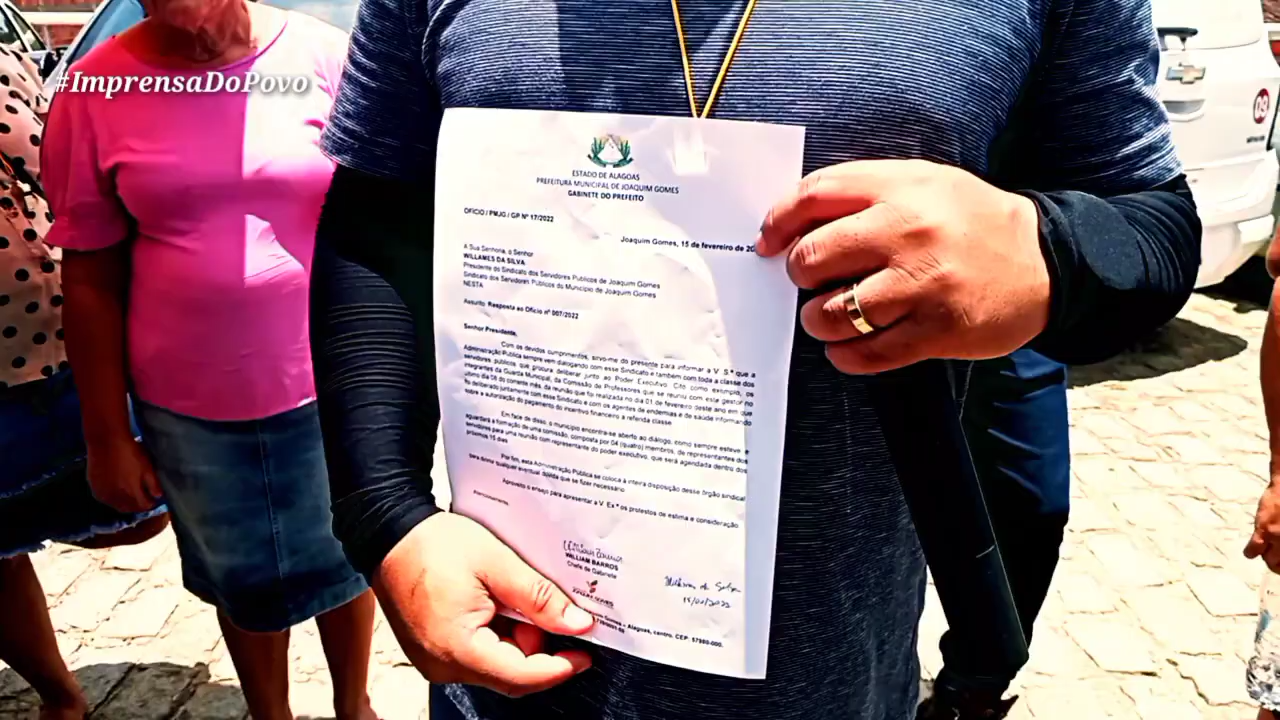 #ImprensaDoPovo
ESTADO DE ALAGOAS
PREFEITURA MUNICIPAL DE JOAQUIM GOMES
GABINETE DO PREFEITO
OFÍCIO / PMJG / GP Nº 17/2022
Joaquim Gomes, 15 de fevereiro de 20
A Sua Senhoria, o Senhor
WILLAMES DA SILVA
Presidente do Sindicato dos Servidores Públicos de Joaquim Gomes
Sindicato dos Servidores Públicos do Município de Joaquim Gomes
NESTA
Assunto: Resposta ao Ofício nº 007/2022
Senhor Presidente,
Com os devidos cumprimentos, sirvo-me do presente para informar a V. S.ª que a
Administração Pública sempre vem dialogando com esse Sindicato e também com toda a classe dos
servidores públicos que procura deliberar junto ao Poder Executivo. Cito como exemplo, os
integrantes da Guarda Municipal, da Comissão de Professores que se reuniu com esta gestor no
último dia 08 do corrente mês, da reunião que foi realizada no dia 01 de fevereiro deste ano em que
foi deliberado juntamente com esse Sindicato e com os agentes de endemias e de saúde informando
sobre a autorização do pagamento do incentivo financeiro a referida classe.
Em face de disso, o município encontra-se aberto ao diálogo, como sempre esteve e
aguardara a formação de uma comissão, composta por 04 (quatro) membros, de representantes dos
servidores para uma reunião com representante do poder executivo, que será agendada dentro dos
próximos 15 dias
Por fim, esta Administração Pública se coloca à inteira disposição desse órgão sindical
para dirimir qualquer eventual dúvida que se fizer necessário
Aproveito o ensejo para apresentar a V. Ex.ª os protestos de estima e consideração
Atenciosamente,
WILLIAM BARROS
Chefe de Gabinete
15/02/2022
Gomes – Alagoas, centro. CEP: 57980-000.
09